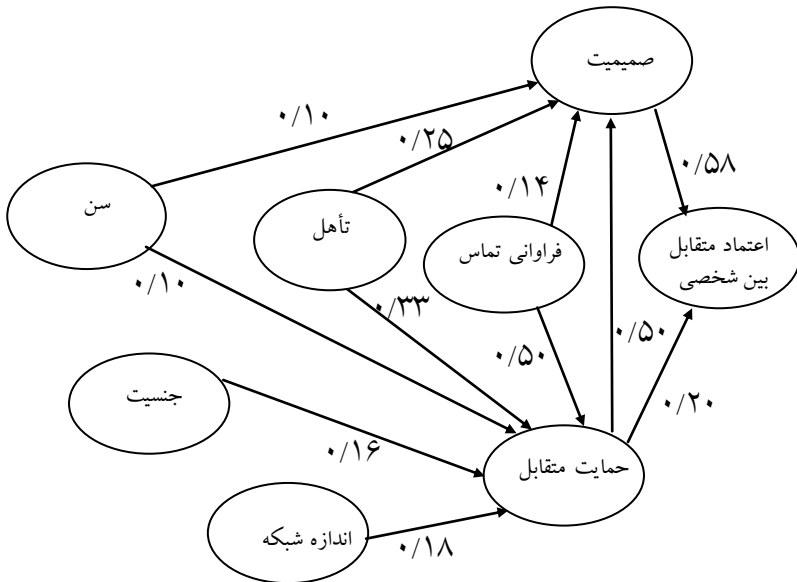 صمیمیت
۰/۱۰
۰/۲۵
۰/۱۴
۰/۵۸
سن
تأهل
فراوانی تماس
اعتماد متقابل
بین شخصی
۰/۱۰
۰/۳۳
۰/۵۰
۰/۵۰
۰/۲۰
جنسیت
۰/۱۶
حمایت متقابل
اندازه شبکه
۰/۱۸